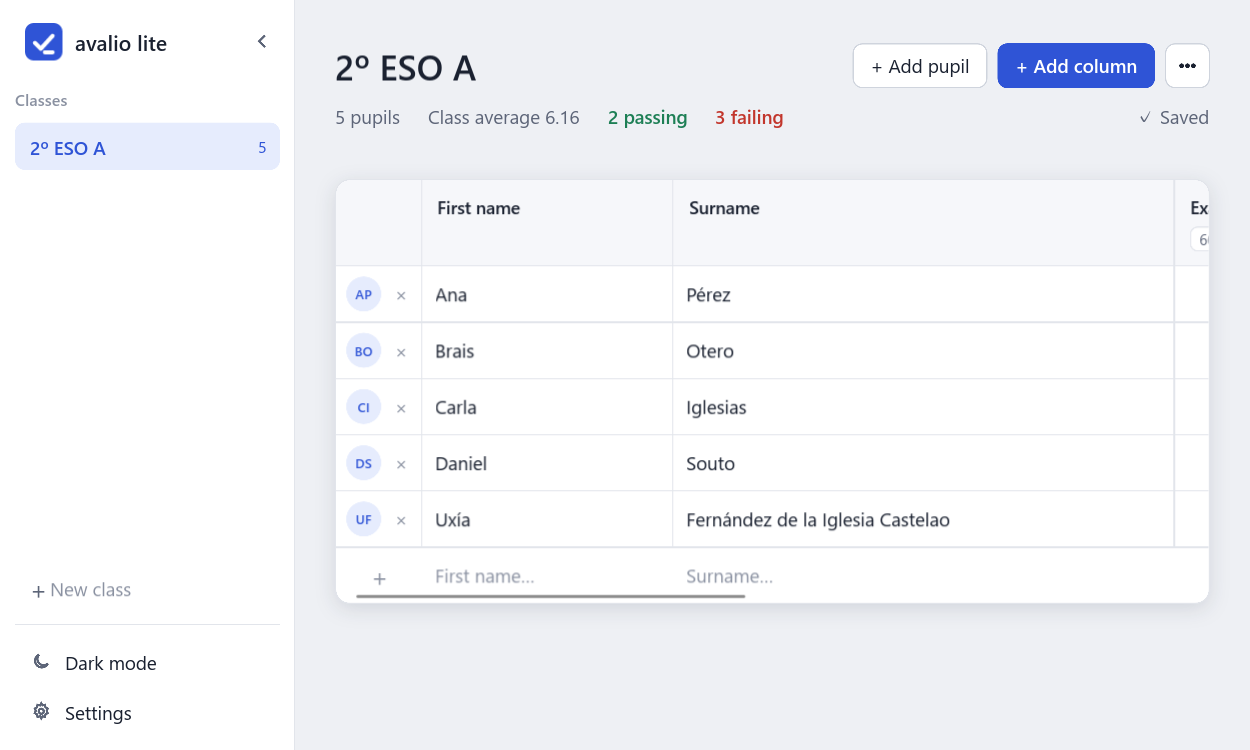 avalio lite
Classes
2º ESO A 5
+ New class
Dark mode
Settings
2º ESO A
+ Add pupil
+ Add column
5 pupils Class average 6.16 2 passing 3 failing
✓ Saved
First name Surname
AP × Ana Pérez
BO × Brais Otero
CI × Carla Iglesias
DS × Daniel Souto
UF × Uxía Fernández de la Iglesia Castelao
+ First name... Surname...